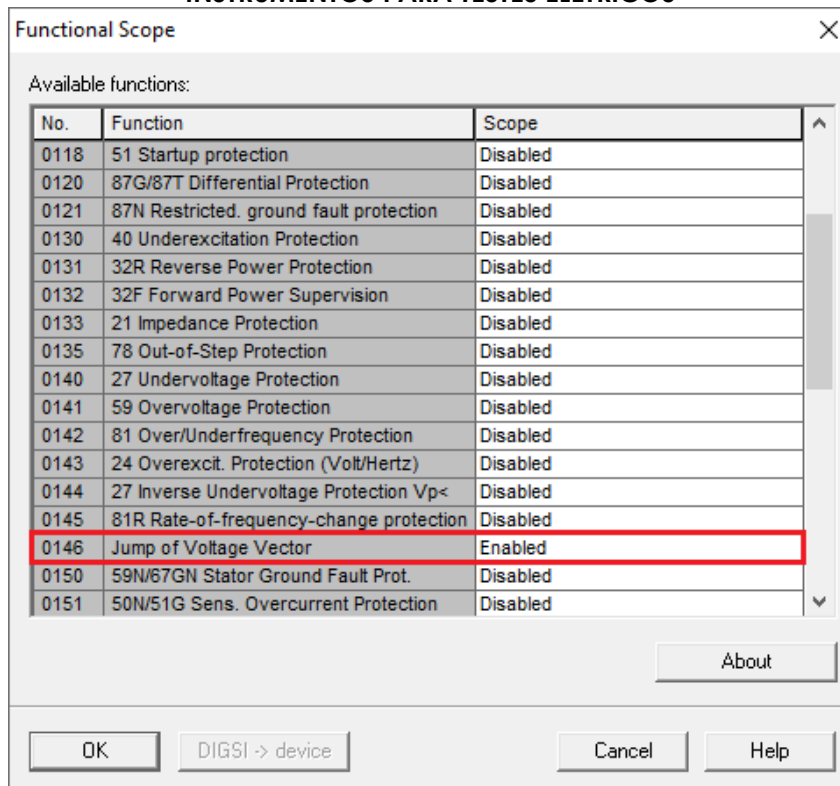 INSTRUMENTOS PARA TESTES ELÉTRICOS
Functional Scope
Available functions:
No. Function Scope
0118 51 Startup protection Disabled
0120 87G/87T Differential Protection Disabled
0121 87N Restricted. ground fault protection Disabled
0130 40 Underexcitation Protection Disabled
0131 32R Reverse Power Protection Disabled
0132 32F Forward Power Supervision Disabled
0133 21 Impedance Protection Disabled
0135 78 Out-of-Step Protection Disabled
0140 27 Undervoltage Protection Disabled
0141 59 Overvoltage Protection Disabled
0142 81 Over/Underfrequency Protection Disabled
0143 24 Overexcit. Protection (Volt/Hertz) Disabled
0144 27 Inverse Undervoltage Protection Vp< Disabled
0145 81R Rate-of-frequency-change protection Disabled
0146 Jump of Voltage Vector Enabled
0150 59N/67GN Stator Ground Fault Prot. Disabled
0151 50N/51G Sens. Overcurrent Protection Disabled
About
OK DIGSI -> device Cancel Help